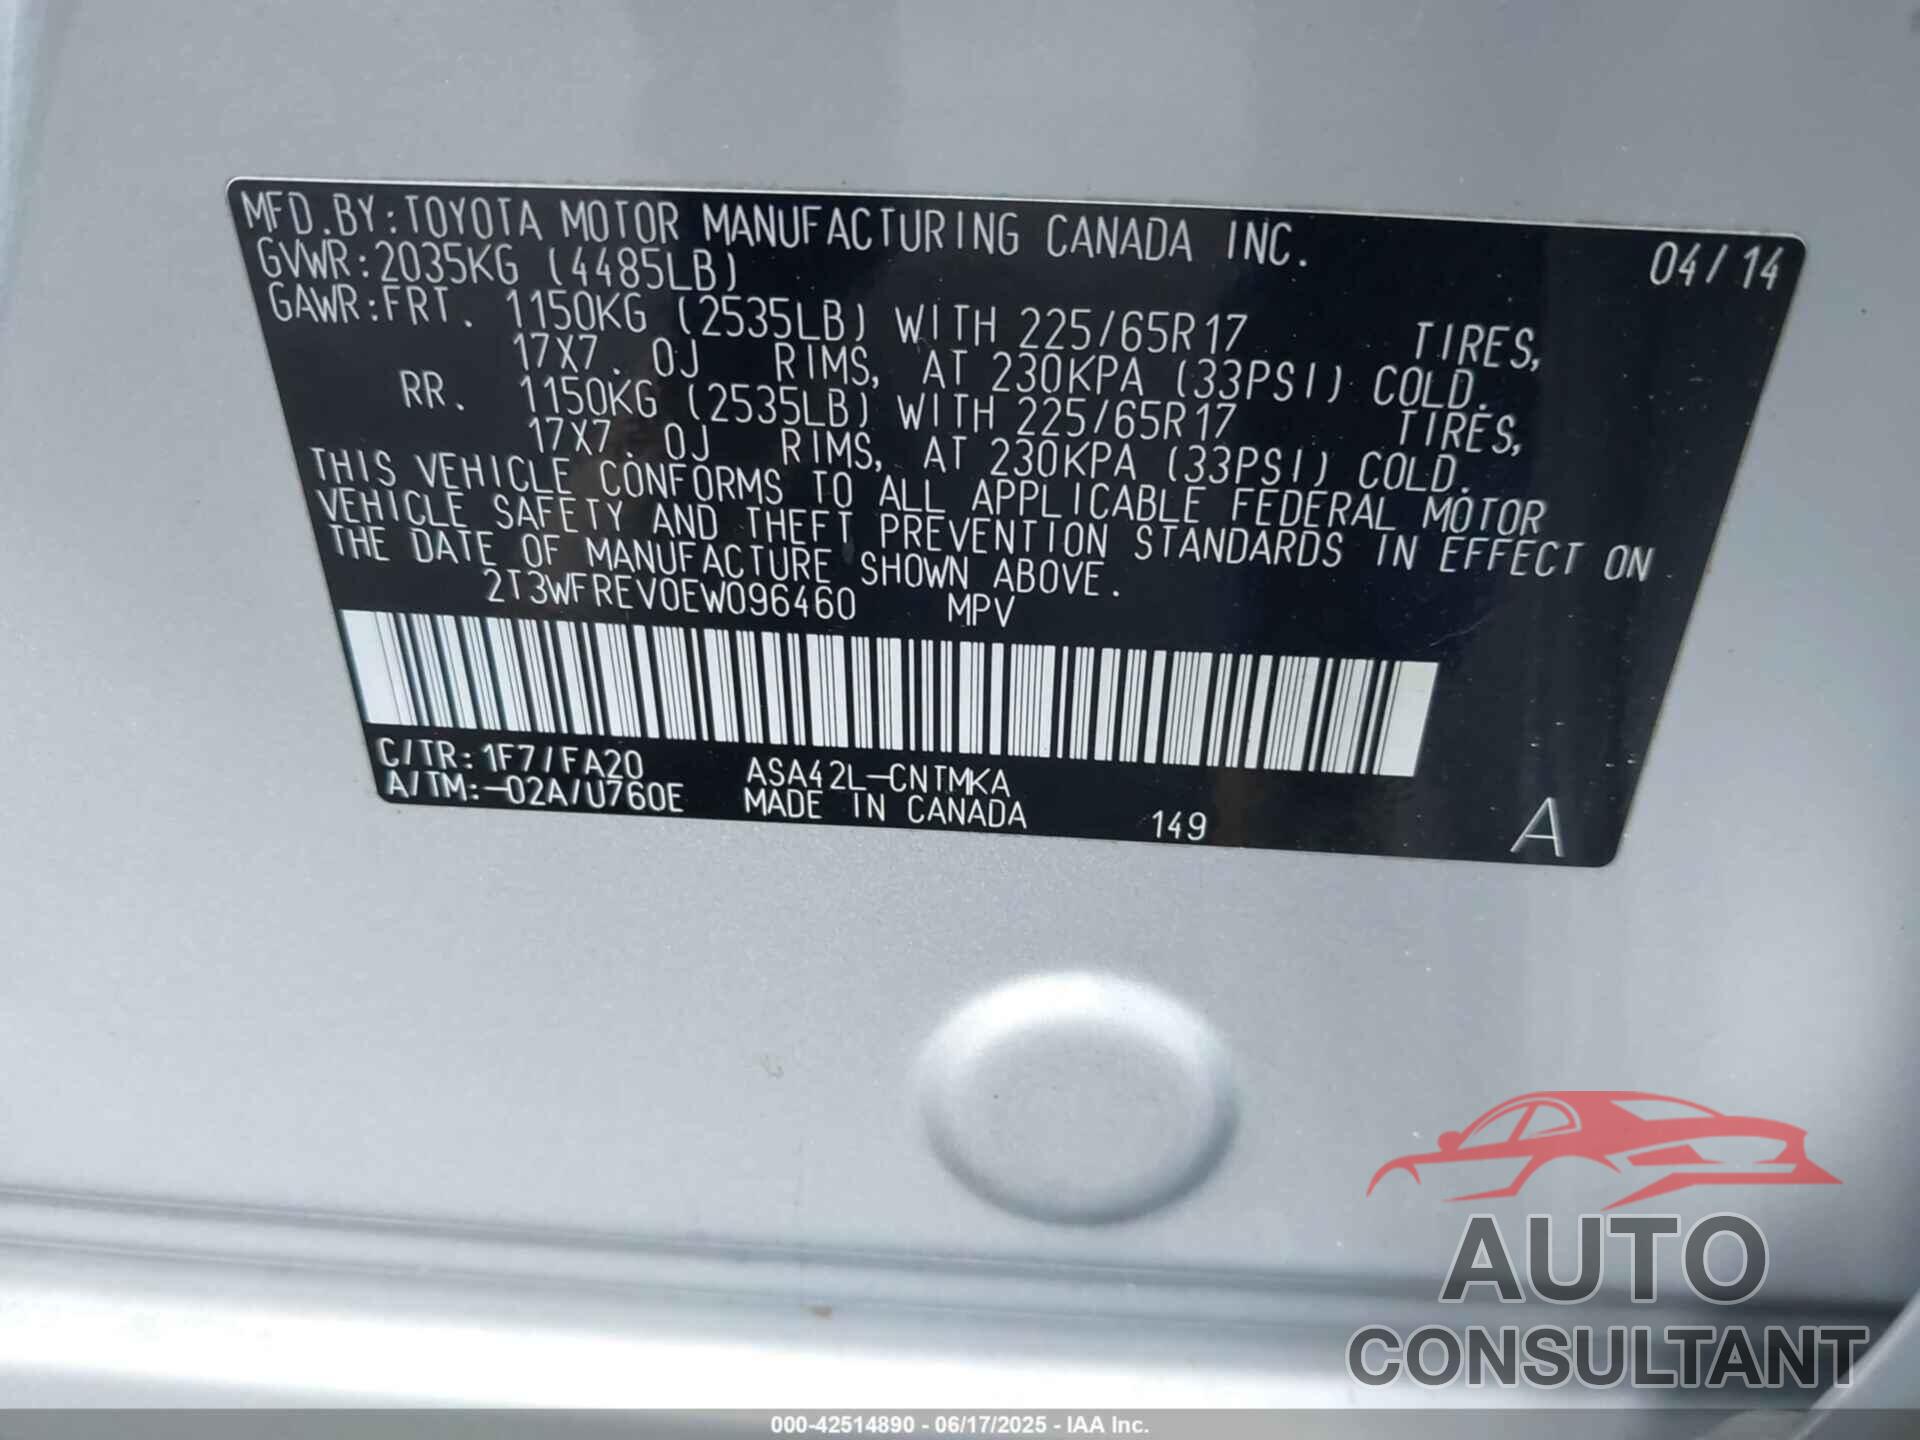 MFD.BY:TOYOTA MOTOR MANUFACTURING CANADA INC. 04/14
GVWR:2035KG (4485LB)
GAWR:FRT. 1150KG (2535LB) WITH 225/65R17 TIRES,
17X7.0J RIMS, AT 230KPA (33PSI) COLD.
RR. 1150KG (2535LB) WITH 225/65R17 TIRES,
17X7.0J RIMS, AT 230KPA (33PSI) COLD.
THIS VEHICLE CONFORMS TO ALL APPLICABLE FEDERAL MOTOR
VEHICLE SAFETY AND THEFT PREVENTION STANDARDS IN EFFECT ON
THE DATE OF MANUFACTURE SHOWN ABOVE.
2T3WFREV0EW096460 MPV
C/TR:1F7/FA20 ASA42L-CNTMKA
A/TM:-02A/U760E MADE IN CANADA 149 A
AUTO
CONSULTANT
000-42514890 - 06/17/2025 - IAA Inc.